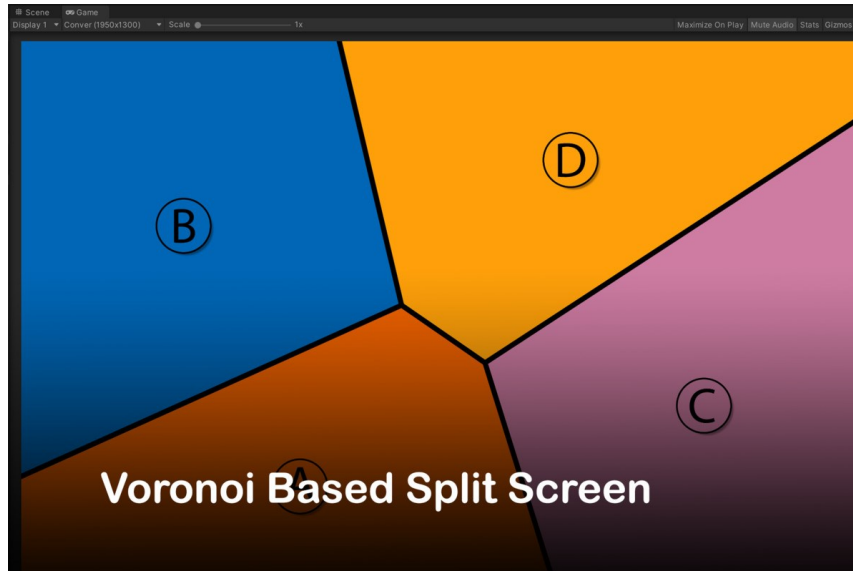 Scene Game
Display 1 Conver (1950x1300) Scale 1x Maximize On Play Mute Audio Stats Gizmos
D
B
C
A
Voronoi Based Split Screen